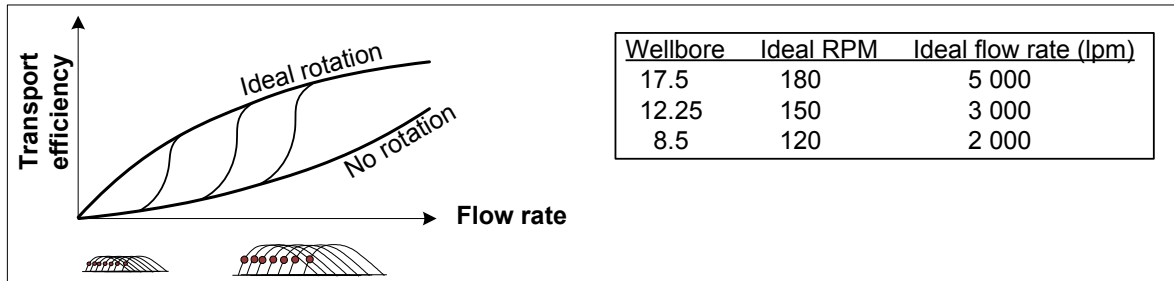 Transport
efficiency
Ideal rotation
No rotation
Flow rate
Wellbore Ideal RPM Ideal flow rate (lpm)
17.5 180 5 000
12.25 150 3 000
8.5 120 2 000